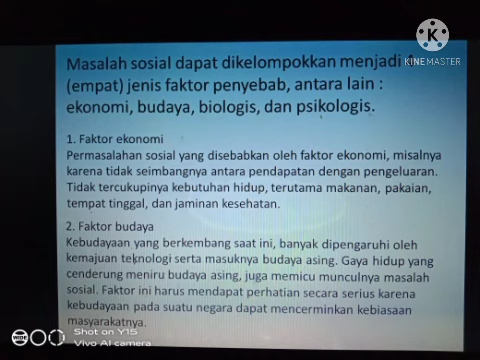 KINEMASTER
Masalah sosial dapat dikelompokkan menjadi 4
(empat) jenis faktor penyebab, antara lain :
ekonomi, budaya, biologis, dan psikologis.
1. Faktor ekonomi
Permasalahan sosial yang disebabkan oleh faktor ekonomi, misalnya
karena tidak seimbangnya antara pendapatan dengan pengeluaran.
Tidak tercukupinya kebutuhan hidup, terutama makanan, pakaian,
tempat tinggal, dan jaminan kesehatan.
2. Faktor budaya
Kebudayaan yang berkembang saat ini, banyak dipengaruhi oleh
kemajuan teknologi serta masuknya budaya asing. Gaya hidup yang
cenderung meniru budaya asing, juga memicu munculnya masalah
sosial. Faktor ini harus mendapat perhatian secara serius karena
kebudayaan pada suatu negara dapat mencerminkan kebiasaan
masyarakatnya.
WIDE
Shot on Y15
Vivo AI camera